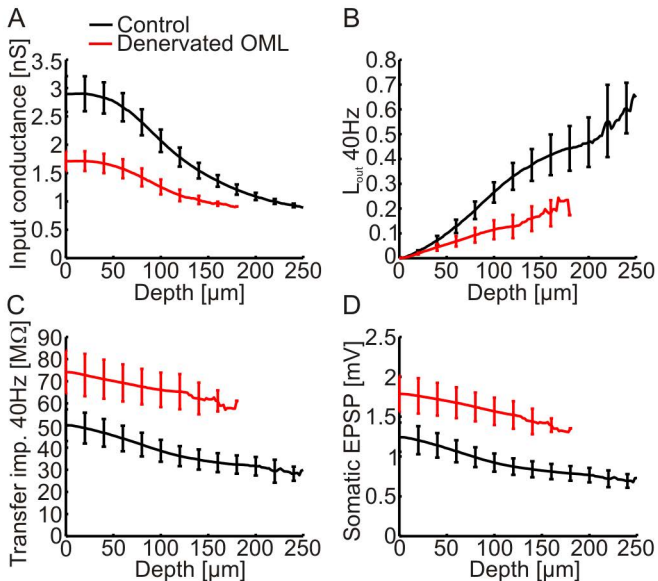 A
Control
Denervated OML
Input conductance [nS]
4
3.5
3
2.5
2
1.5
1
0.5
0
0 50 100 150 200 250
Depth [µm]
B
L out 40Hz
0.8
0.7
0.6
0.5
0.4
0.3
0.2
0.1
0
0 50 100 150 200 250
Depth [µm]
C
Transfer imp. 40Hz [MΩ]
90
80
70
60
50
40
30
20
10
0
0 50 100 150 200 250
Depth [µm]
D
Somatic EPSP [mV]
2.5
2
1.5
1
0.5
0
0 50 100 150 200 250
Depth [µm]